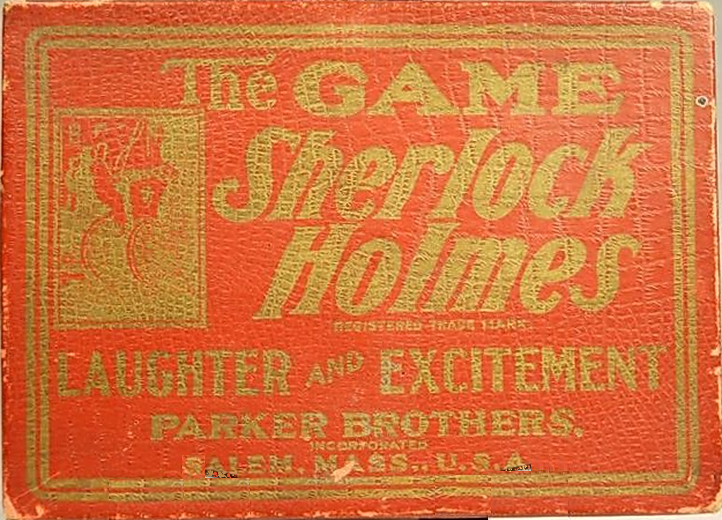 The GAME
Sherlock
Holmes
REGISTERED TRADE MARK.
LAUGHTER AND EXCITEMENT
PARKER BROTHERS,
INCORPORATED
SALEM, MASS., U.S.A.